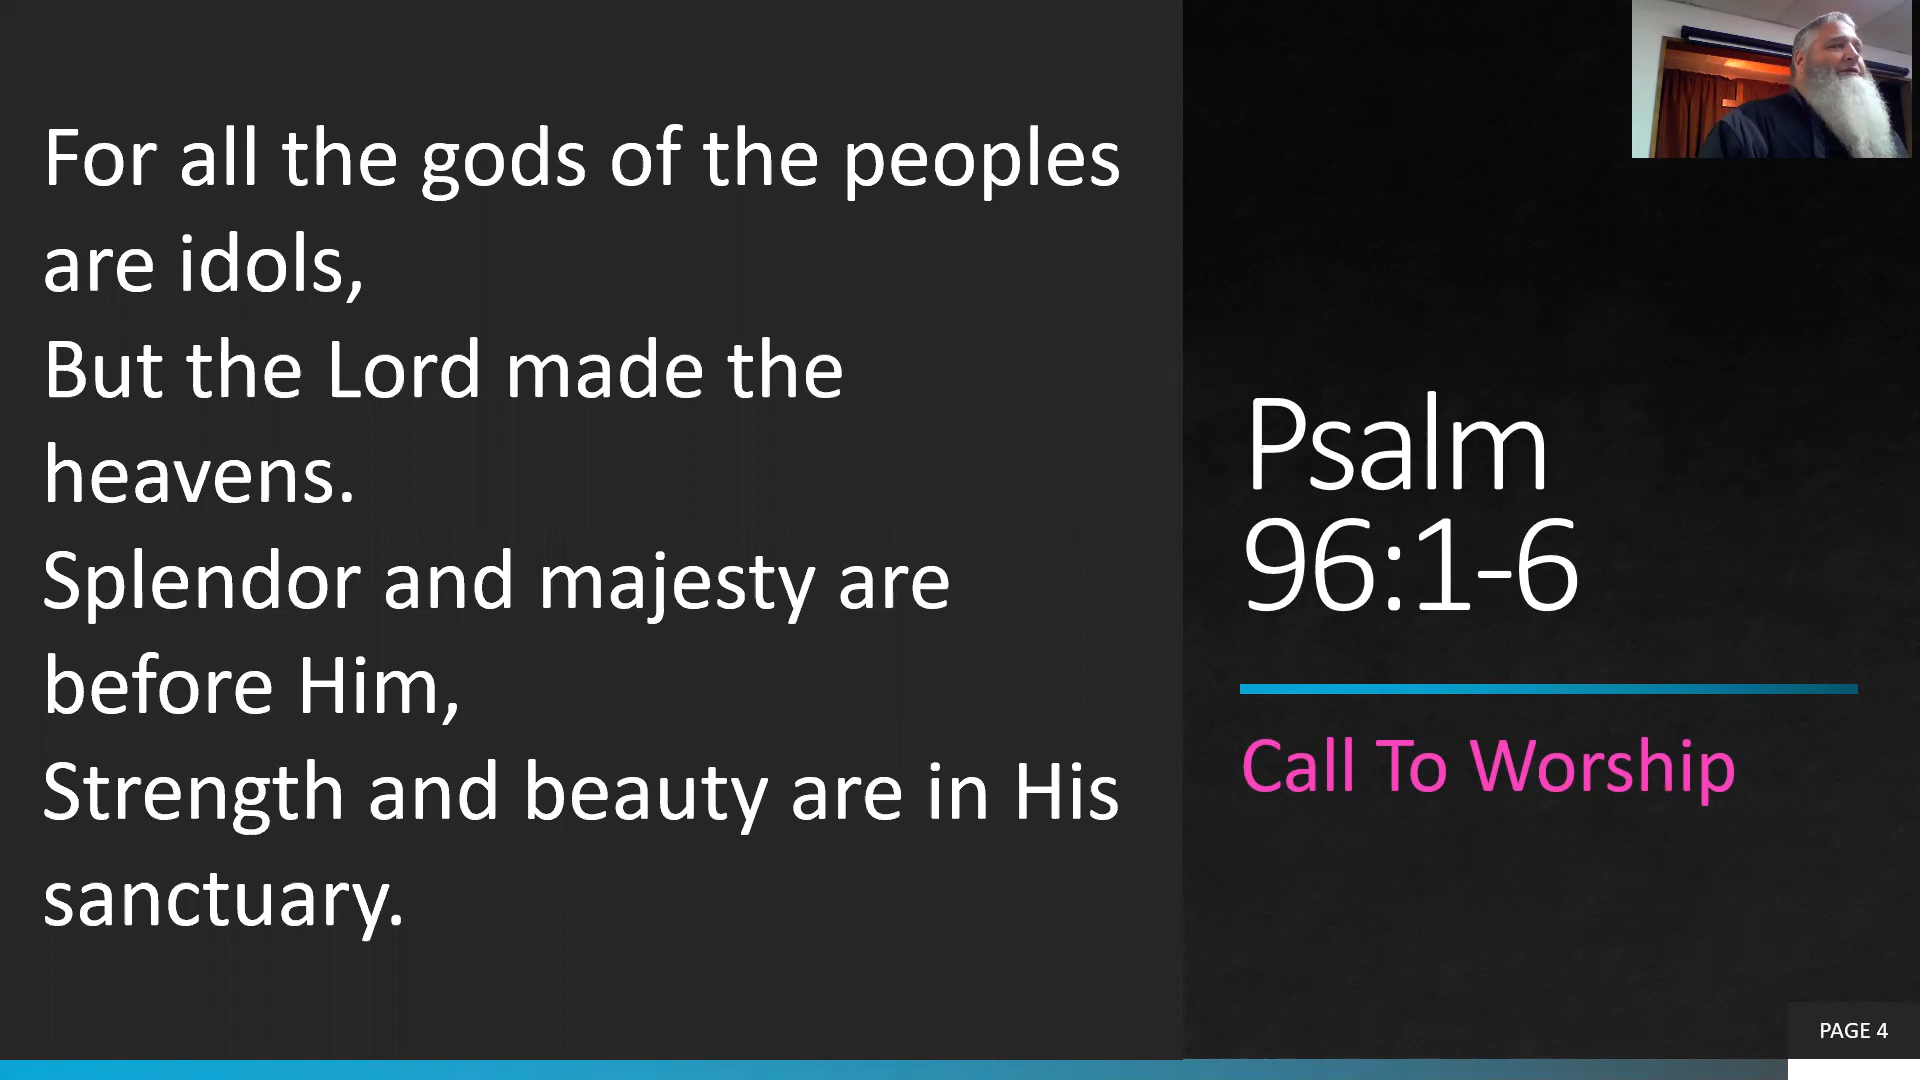 For all the gods of the peoples
are idols,
But the Lord made the
heavens.
Splendor and majesty are
before Him,
Strength and beauty are in His
sanctuary.
Psalm
96:1-6
Call To Worship
PAGE 4